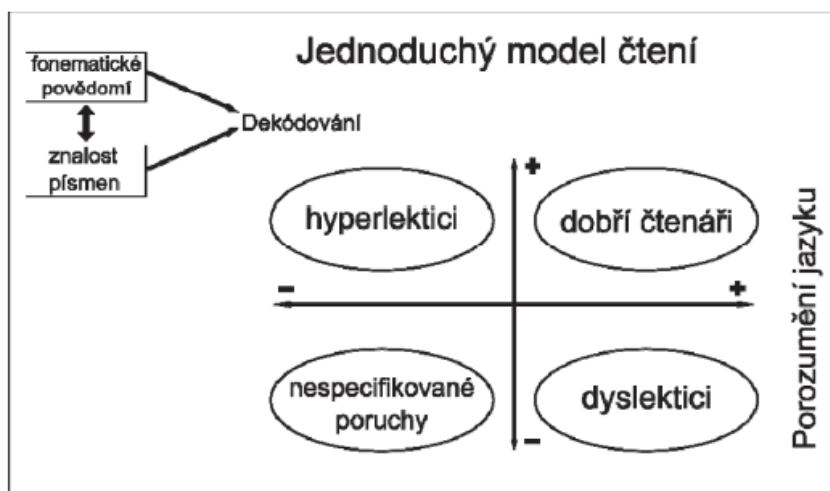 Jednoduchý model čtení
fonematické
povědomí
znalost
písmen
Dekódování
+
hyperlektici
dobří čtenáři
−
+
nespecifikované
poruchy
dyslektici
−
Porozumění jazyku